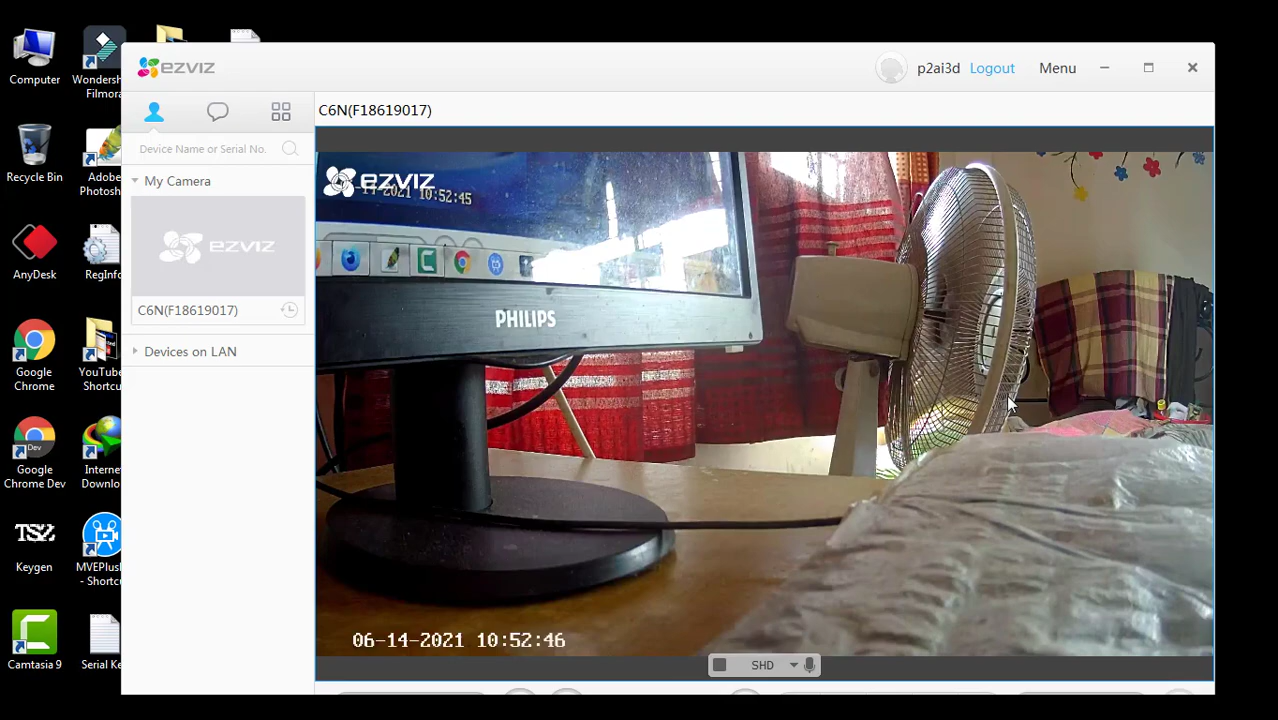 Computer
Wondersh
Filmora
Recycle Bin
Adobe
Photosh
AnyDesk
RegInfo
Google
Chrome
YouTube
Shortcu
Google
Chrome Dev
Internet
Downlo
Keygen
MVEPlus
- Shortcu
Camtasia 9
Serial Ke
ezviz
p2ai3d
Logout
Menu
Device Name or Serial No.
My Camera
ezviz
C6N(F18619017)
Devices on LAN
C6N(F18619017)
ezviz
-14-2021 10:52:45
PHILIPS
06-14-2021 10:52:46
SHD